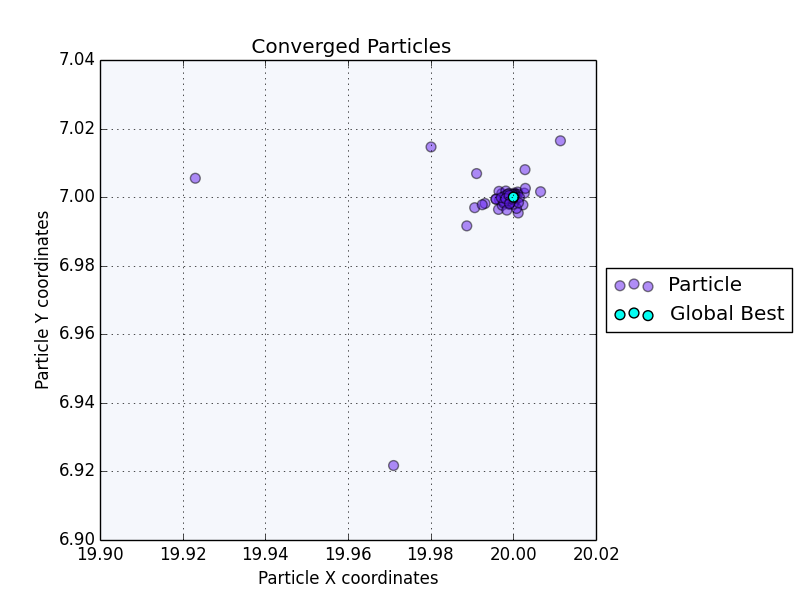 Converged Particles
7.04
7.02
7.00
6.98
6.96
6.94
6.92
6.90
19.90 19.92 19.94 19.96 19.98 20.00 20.02
Particle X coordinates
Particle Y coordinates
Particle
Global Best